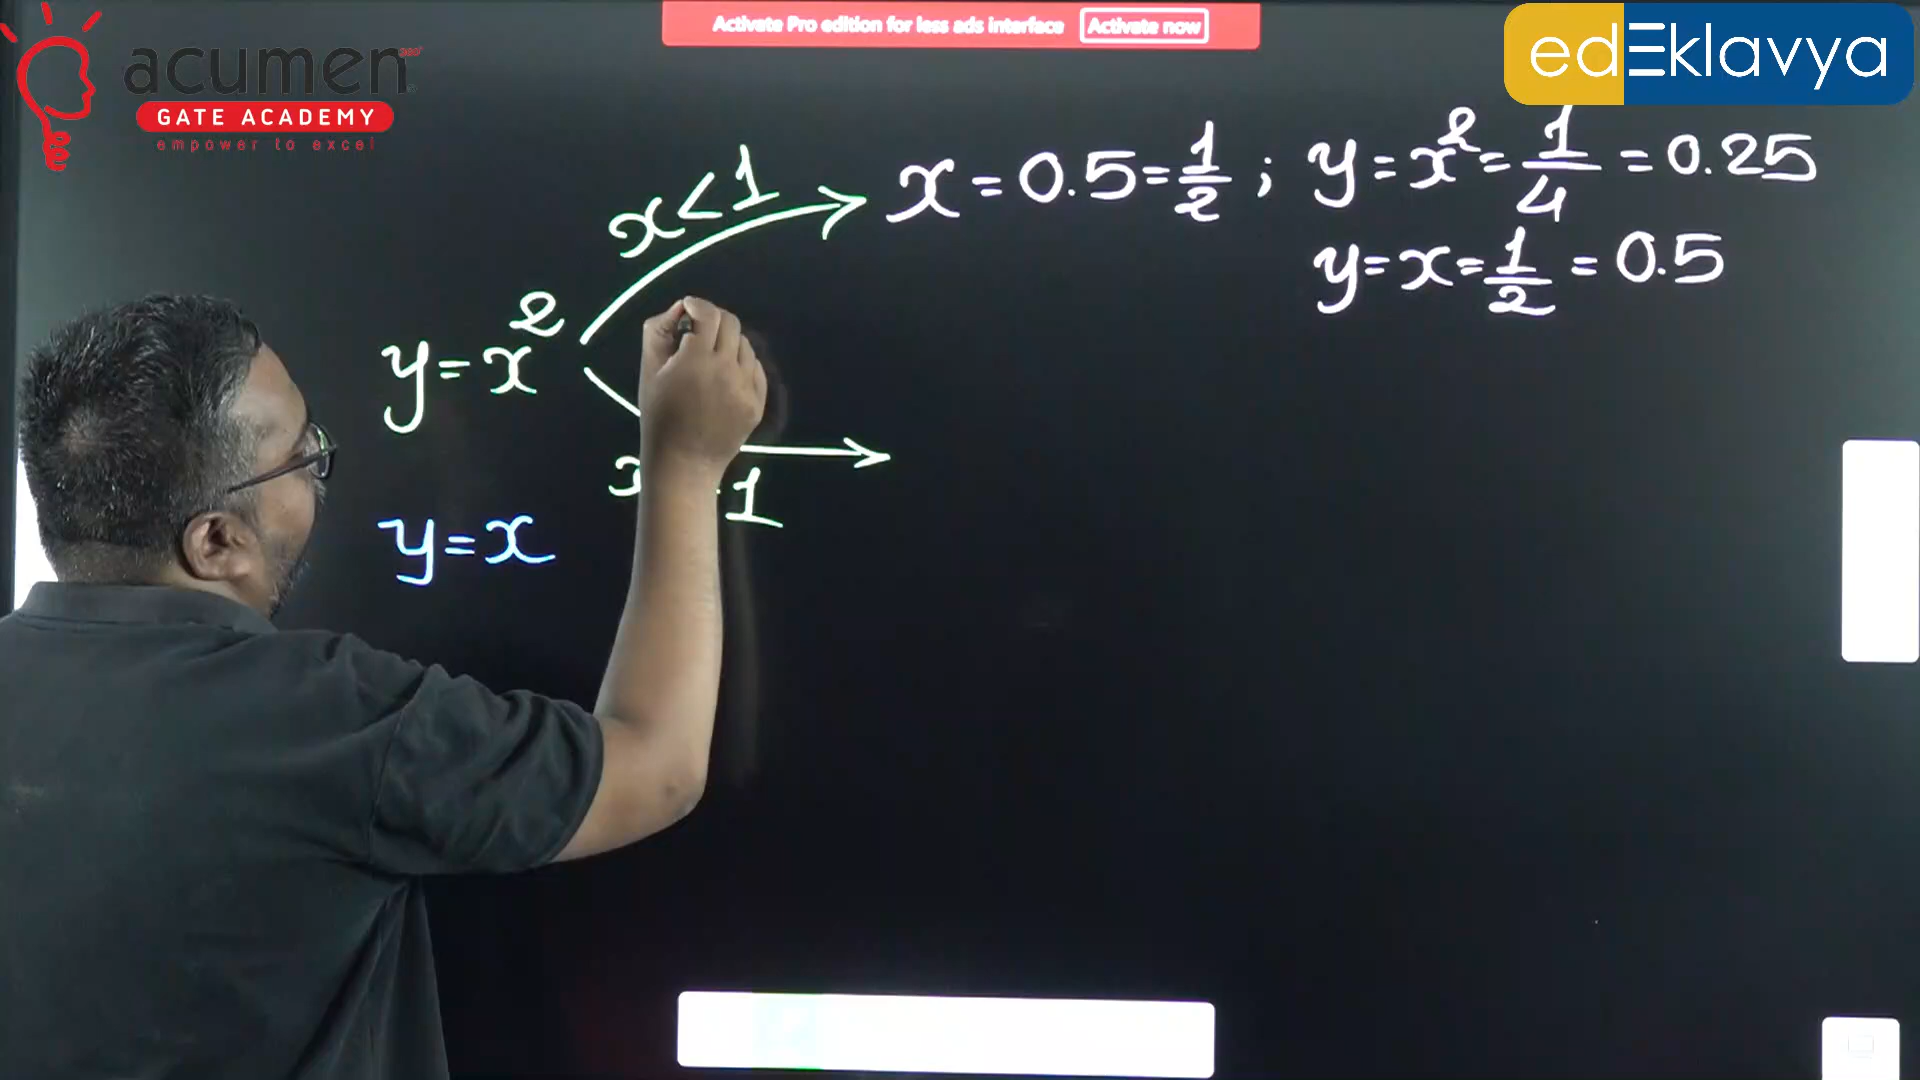 Activate Pro edition for less ads interface Activate now
acumen
GATE ACADEMY
empower to excel
edEklavya
x < 1
x = 0.5 = 1/2 ; y = x² = 1/4 = 0.25
y = x = 1/2 = 0.5
y = x²
x 1
y = x